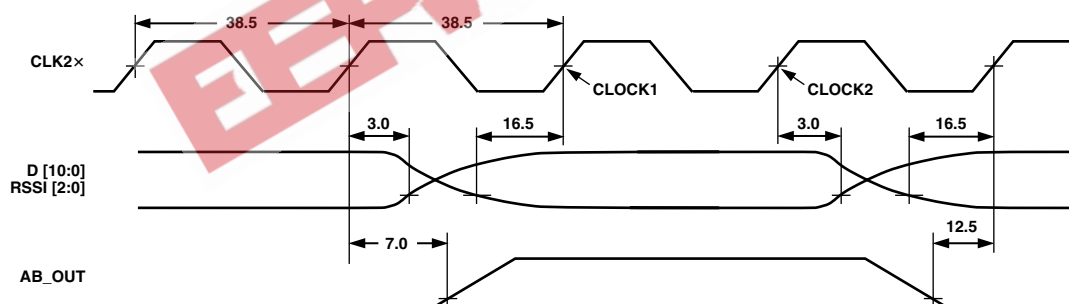 38.5 38.5
CLK2×
CLOCK1 CLOCK2
3.0 16.5 3.0 16.5
D [10:0]
RSSI [2:0]
12.5
7.0
AB_OUT